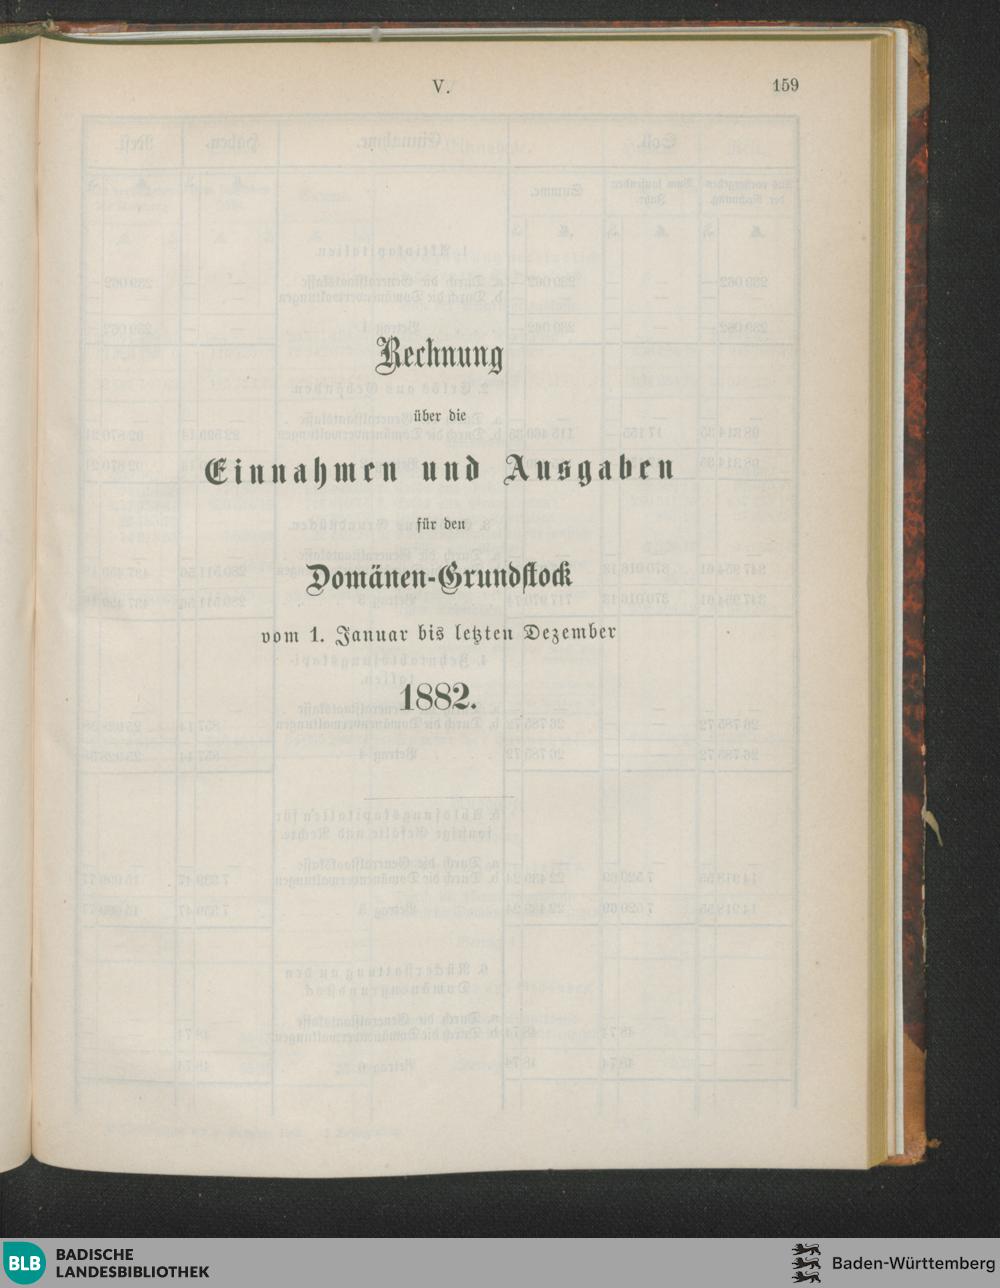 V.
159
Rechnung
über die
Einnahmen und Ausgaben
für den
Domänen-Grundstock
vom 1. Januar bis letzten Dezember
1882.
BLB BADISCHE
LANDESBIBLIOTHEK
Baden-Württemberg